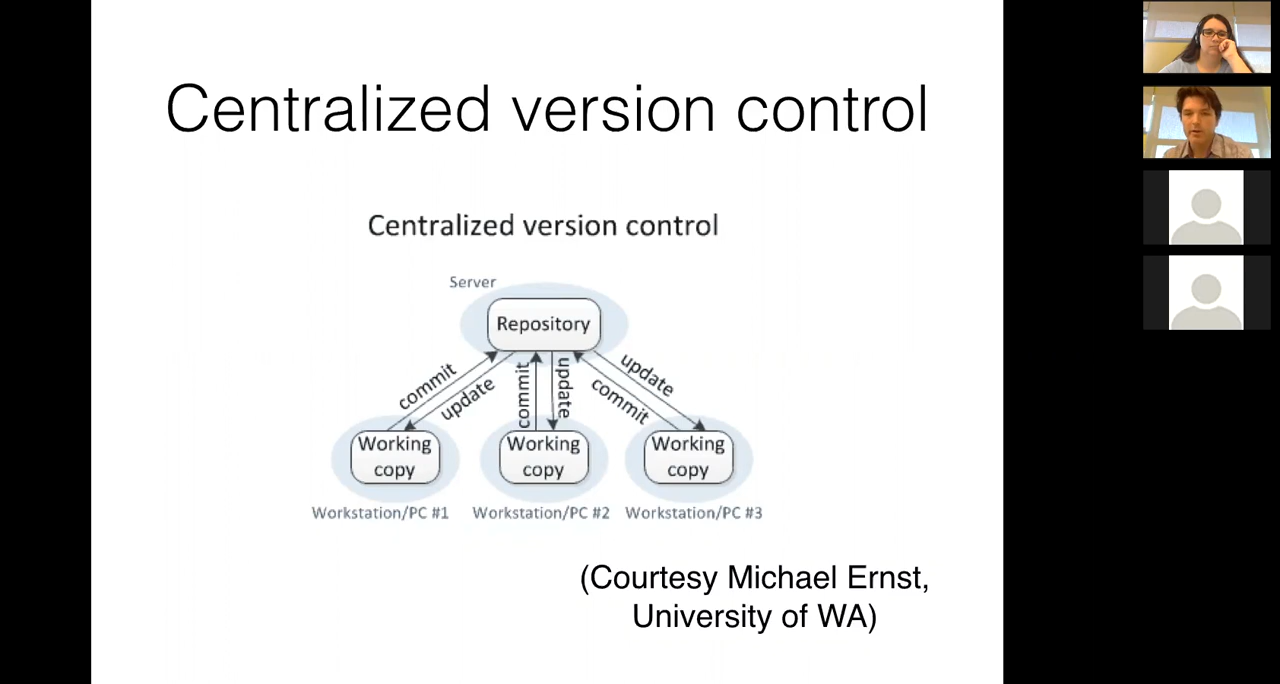 Centralized version control
Centralized version control
Server
Repository
commit
update
commit
update
update
commit
Working
copy
Working
copy
Working
copy
Workstation/PC #1
Workstation/PC #2
Workstation/PC #3
(Courtesy Michael Ernst,
University of WA)